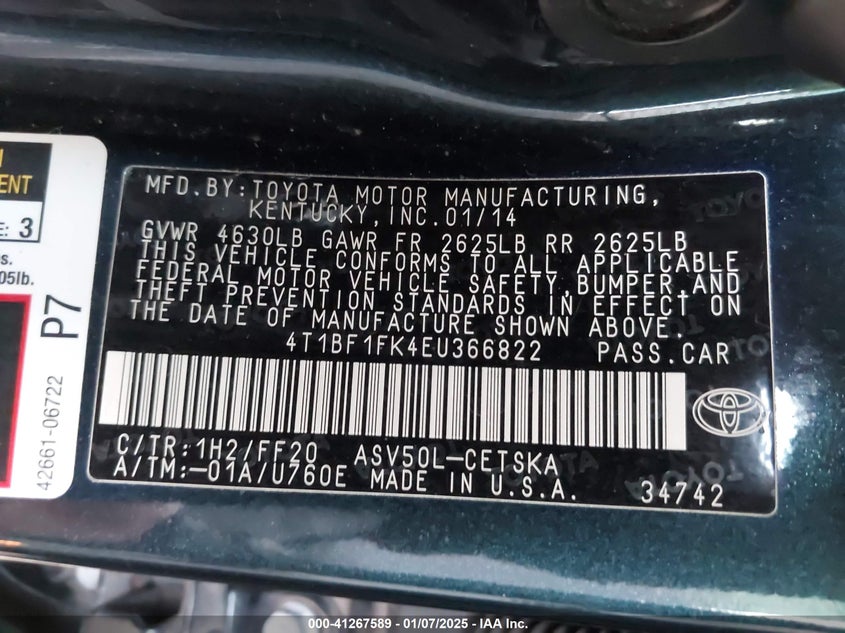 ENT
E: 3
s.
05lb.
P7
42661-06722
MFD.BY:TOYOTA MOTOR MANUFACTURING,
KENTUCKY,INC.01/14
GVWR 4630LB GAWR FR 2625LB RR 2625LB
THIS VEHICLE CONFORMS TO ALL APPLICABLE
FEDERAL MOTOR VEHICLE SAFETY,BUMPER,AND
THEFT PREVENTION STANDARDS IN EFFECT ON
THE DATE OF MANUFACTURE SHOWN ABOVE.
4T1BF1FK4EU366822 PASS.CAR
C/TR:1H2/FF20 ASV50L-CETSKA
A/TM:-01A/U760E MADE IN U.S.A. 34742
000-41267589 — 01/07/2025 — IAA Inc.